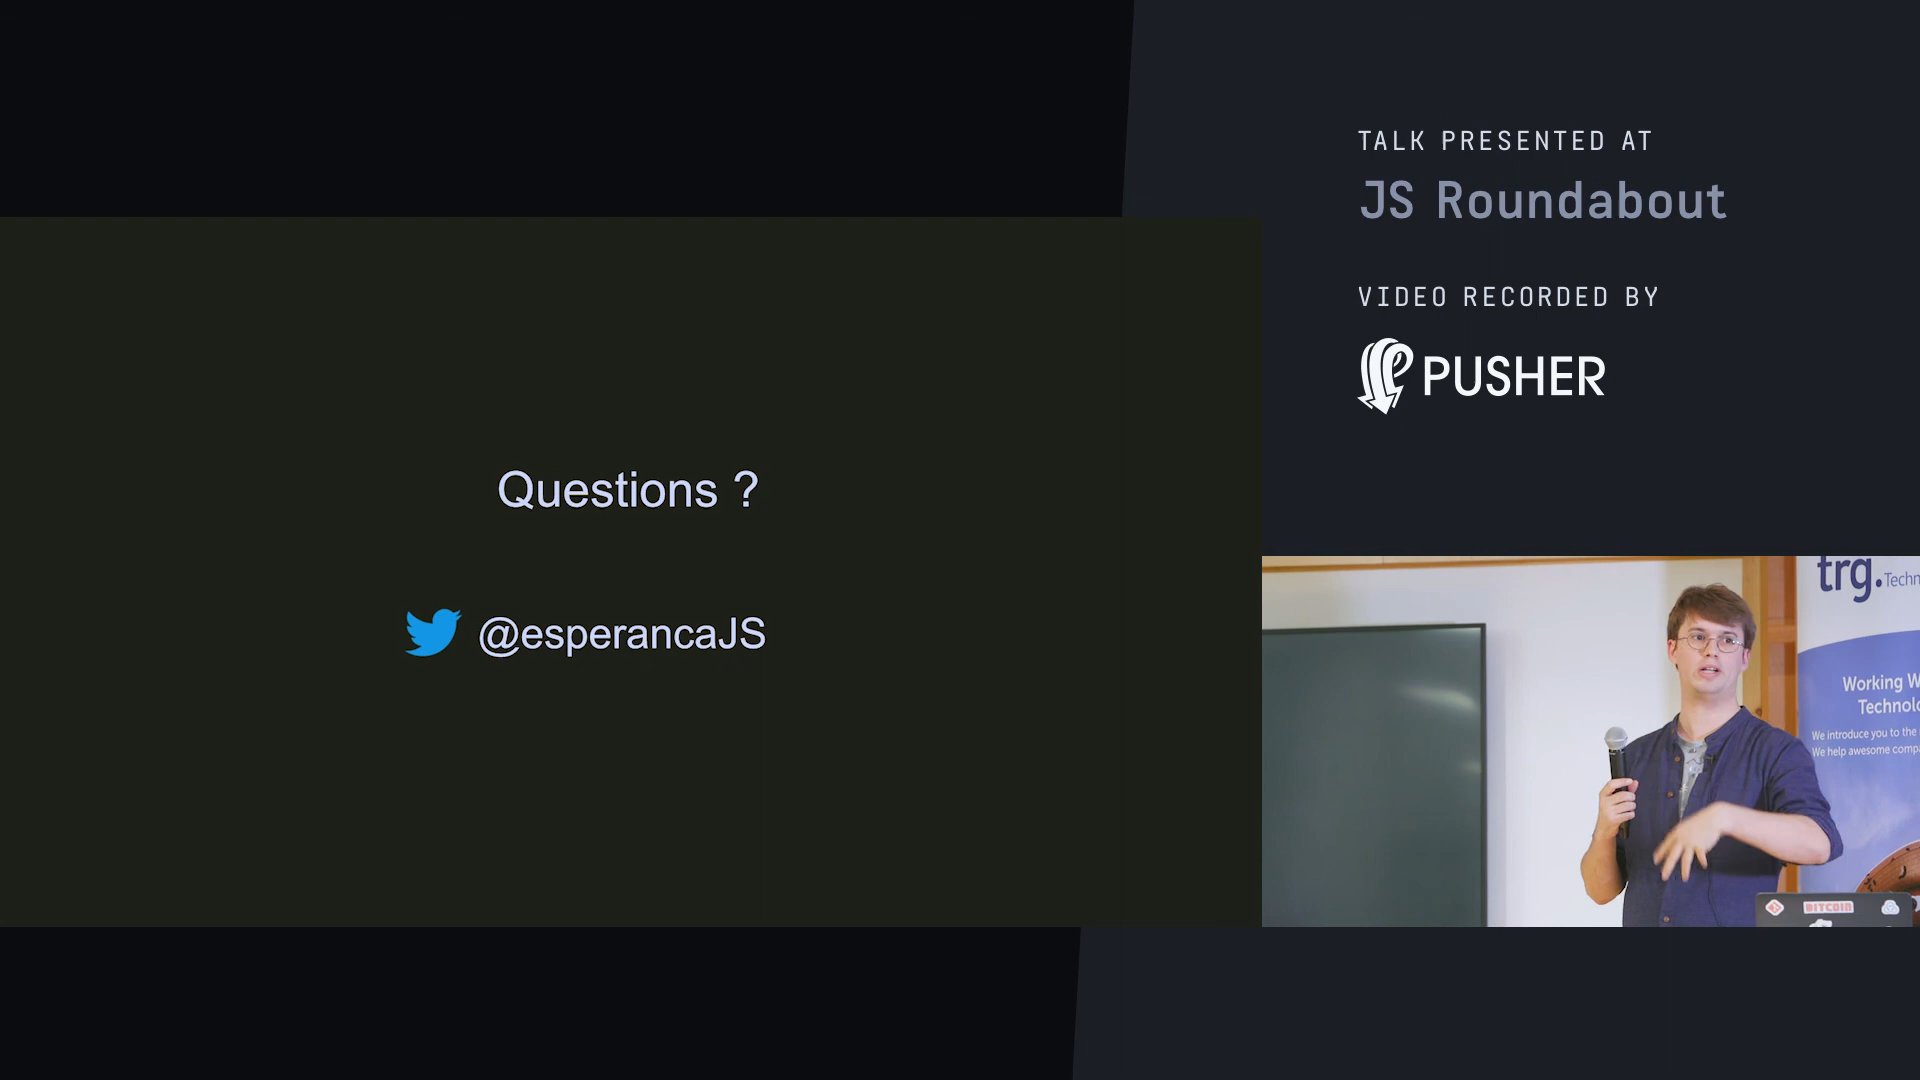 Questions ?
@esperancaJS
TALK PRESENTED AT
JS Roundabout
VIDEO RECORDED BY
PUSHER
trg.
Working
We introduce you to the
We help awesome
BITCOIN